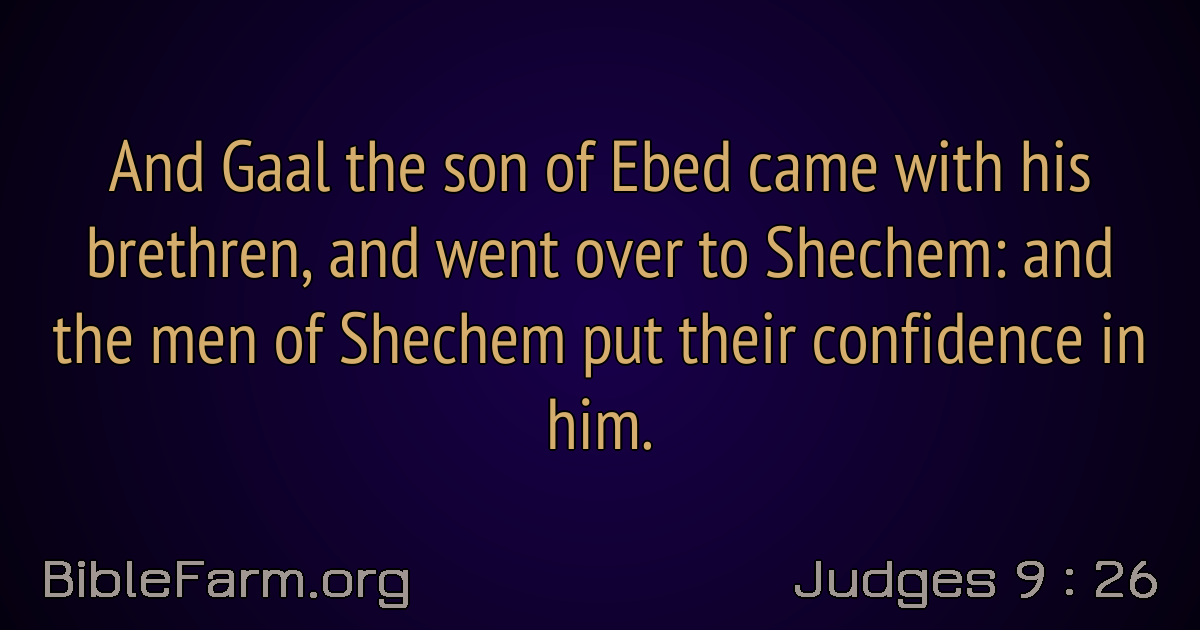 And Gaal the son of Ebed came with his
brethren, and went over to Shechem: and
the men of Shechem put their confidence in
him.
BibleFarm.org
Judges 9 : 26